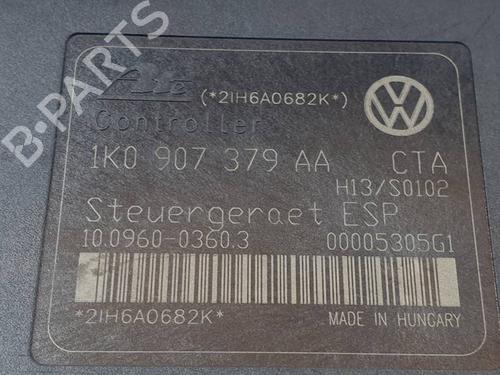 B-PARTS
Ate (*2IH6A0682K*)
Controller
1K0 907 379 AA CTA
H13/S0102
Steuergeraet ESP
10.0960-0360.3 00005305G1
*2IH6A0682K* MADE IN HUNGARY